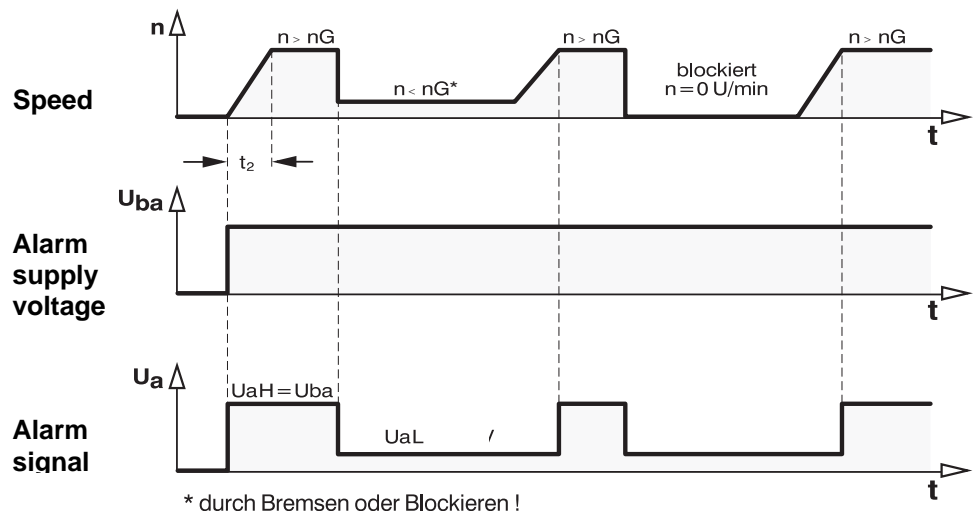 n
n > nG
n > nG
n > nG
blockiert
n = 0 U/min
n < nG*
Speed
t
t₂
Uba
Alarm
supply
voltage
t
Ua
UaH = Uba
Alarm
signal
UaL /
t
* durch Bremsen oder Blockieren !